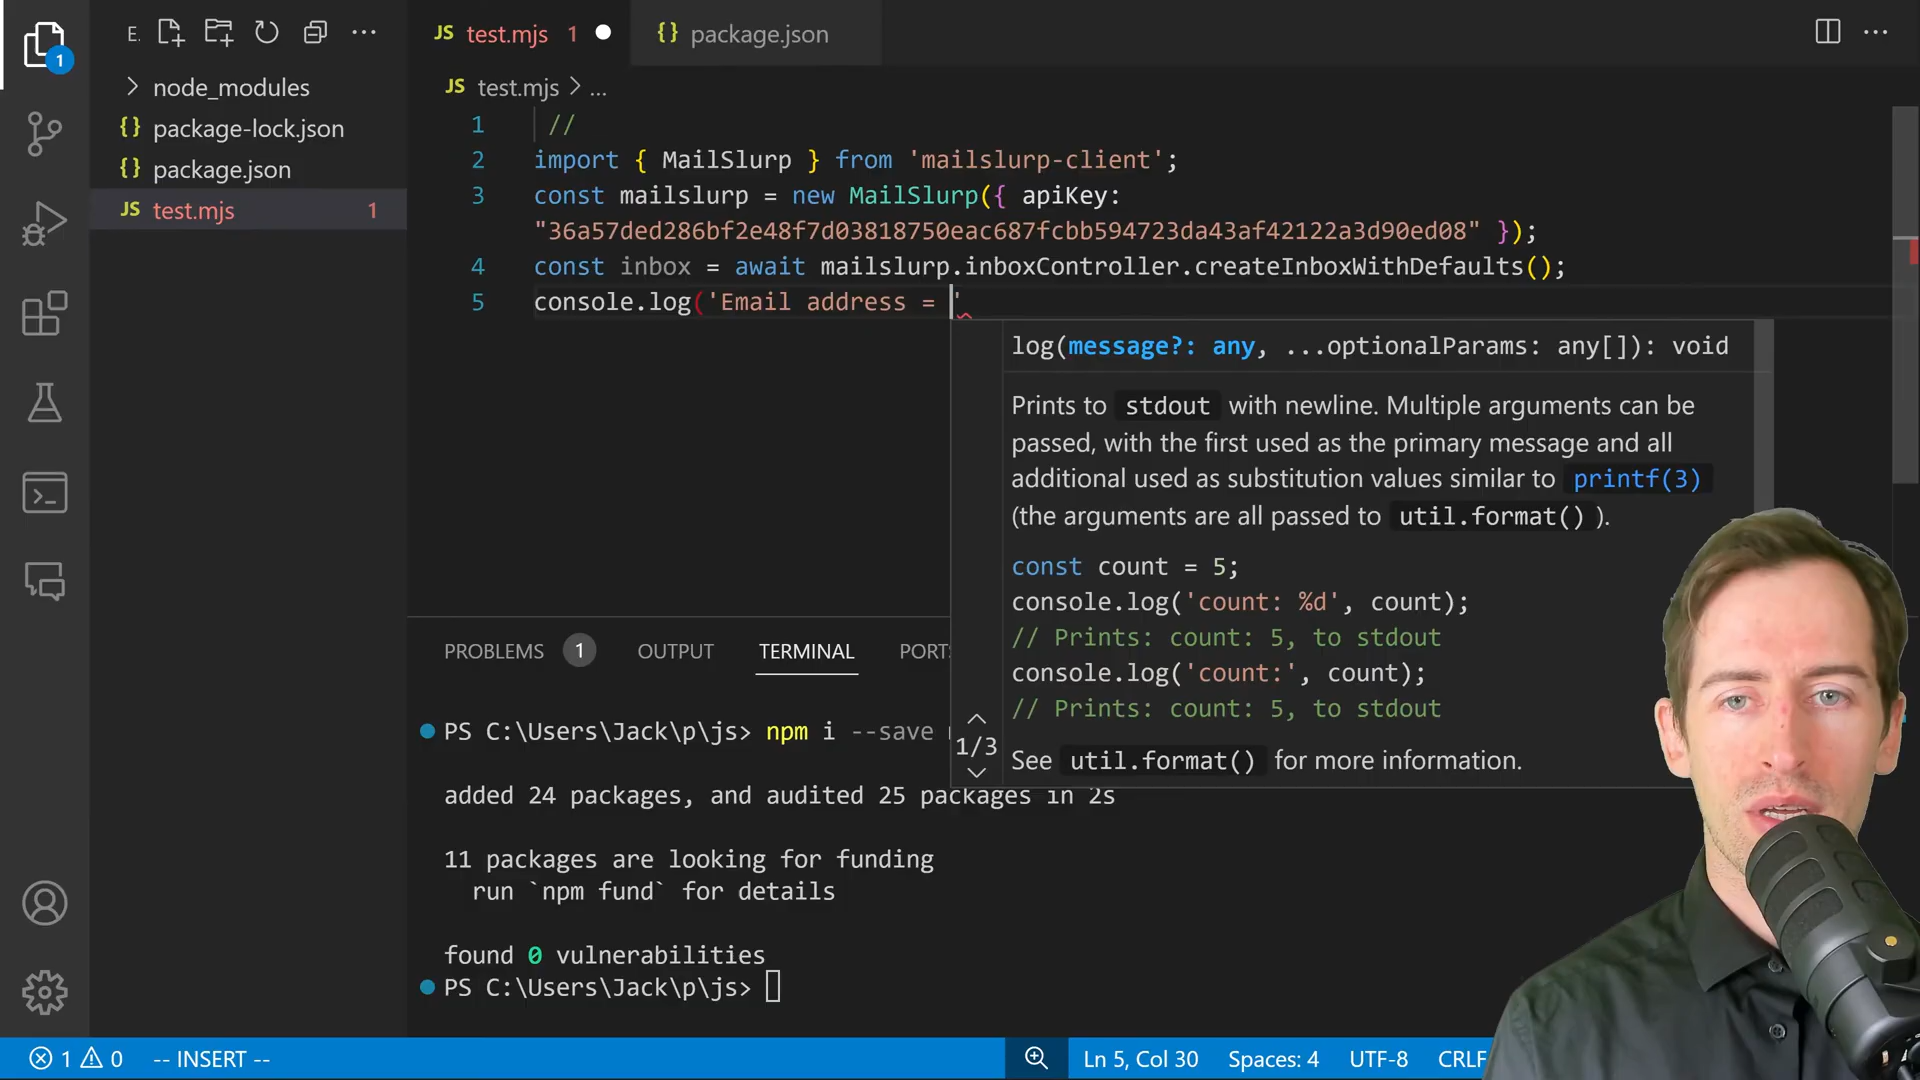 1
E.
node_modules
{} package-lock.json
{} package.json
JS test.mjs 1
JS test.mjs 1
{} package.json
JS test.mjs > ...
1 //
2 import { MailSlurp } from 'mailslurp-client';
3 const mailslurp = new MailSlurp({ apiKey:
"36a57ded286bf2e48f7d03818750eac687fcbb594723da43af42122a3d90ed08" });
4 const inbox = await mailslurp.inboxController.createInboxWithDefaults();
5 console.log('Email address = '
log(message?: any, ...optionalParams: any[]): void
Prints to stdout with newline. Multiple arguments can be
passed, with the first used as the primary message and all
additional used as substitution values similar to printf(3)
(the arguments are all passed to util.format() ).
const count = 5;
console.log('count: %d', count);
// Prints: count: 5, to stdout
console.log('count:', count);
// Prints: count: 5, to stdout
1/3
See util.format() for more information.
PROBLEMS 1 OUTPUT TERMINAL PORT
PS C:\Users\Jack\p\js> npm i --save
added 24 packages, and audited 25 packages in 2s
11 packages are looking for funding
run `npm fund` for details
found 0 vulnerabilities
PS C:\Users\Jack\p\js>
1 0 -- INSERT -- Ln 5, Col 30 Spaces: 4 UTF-8 CRLF